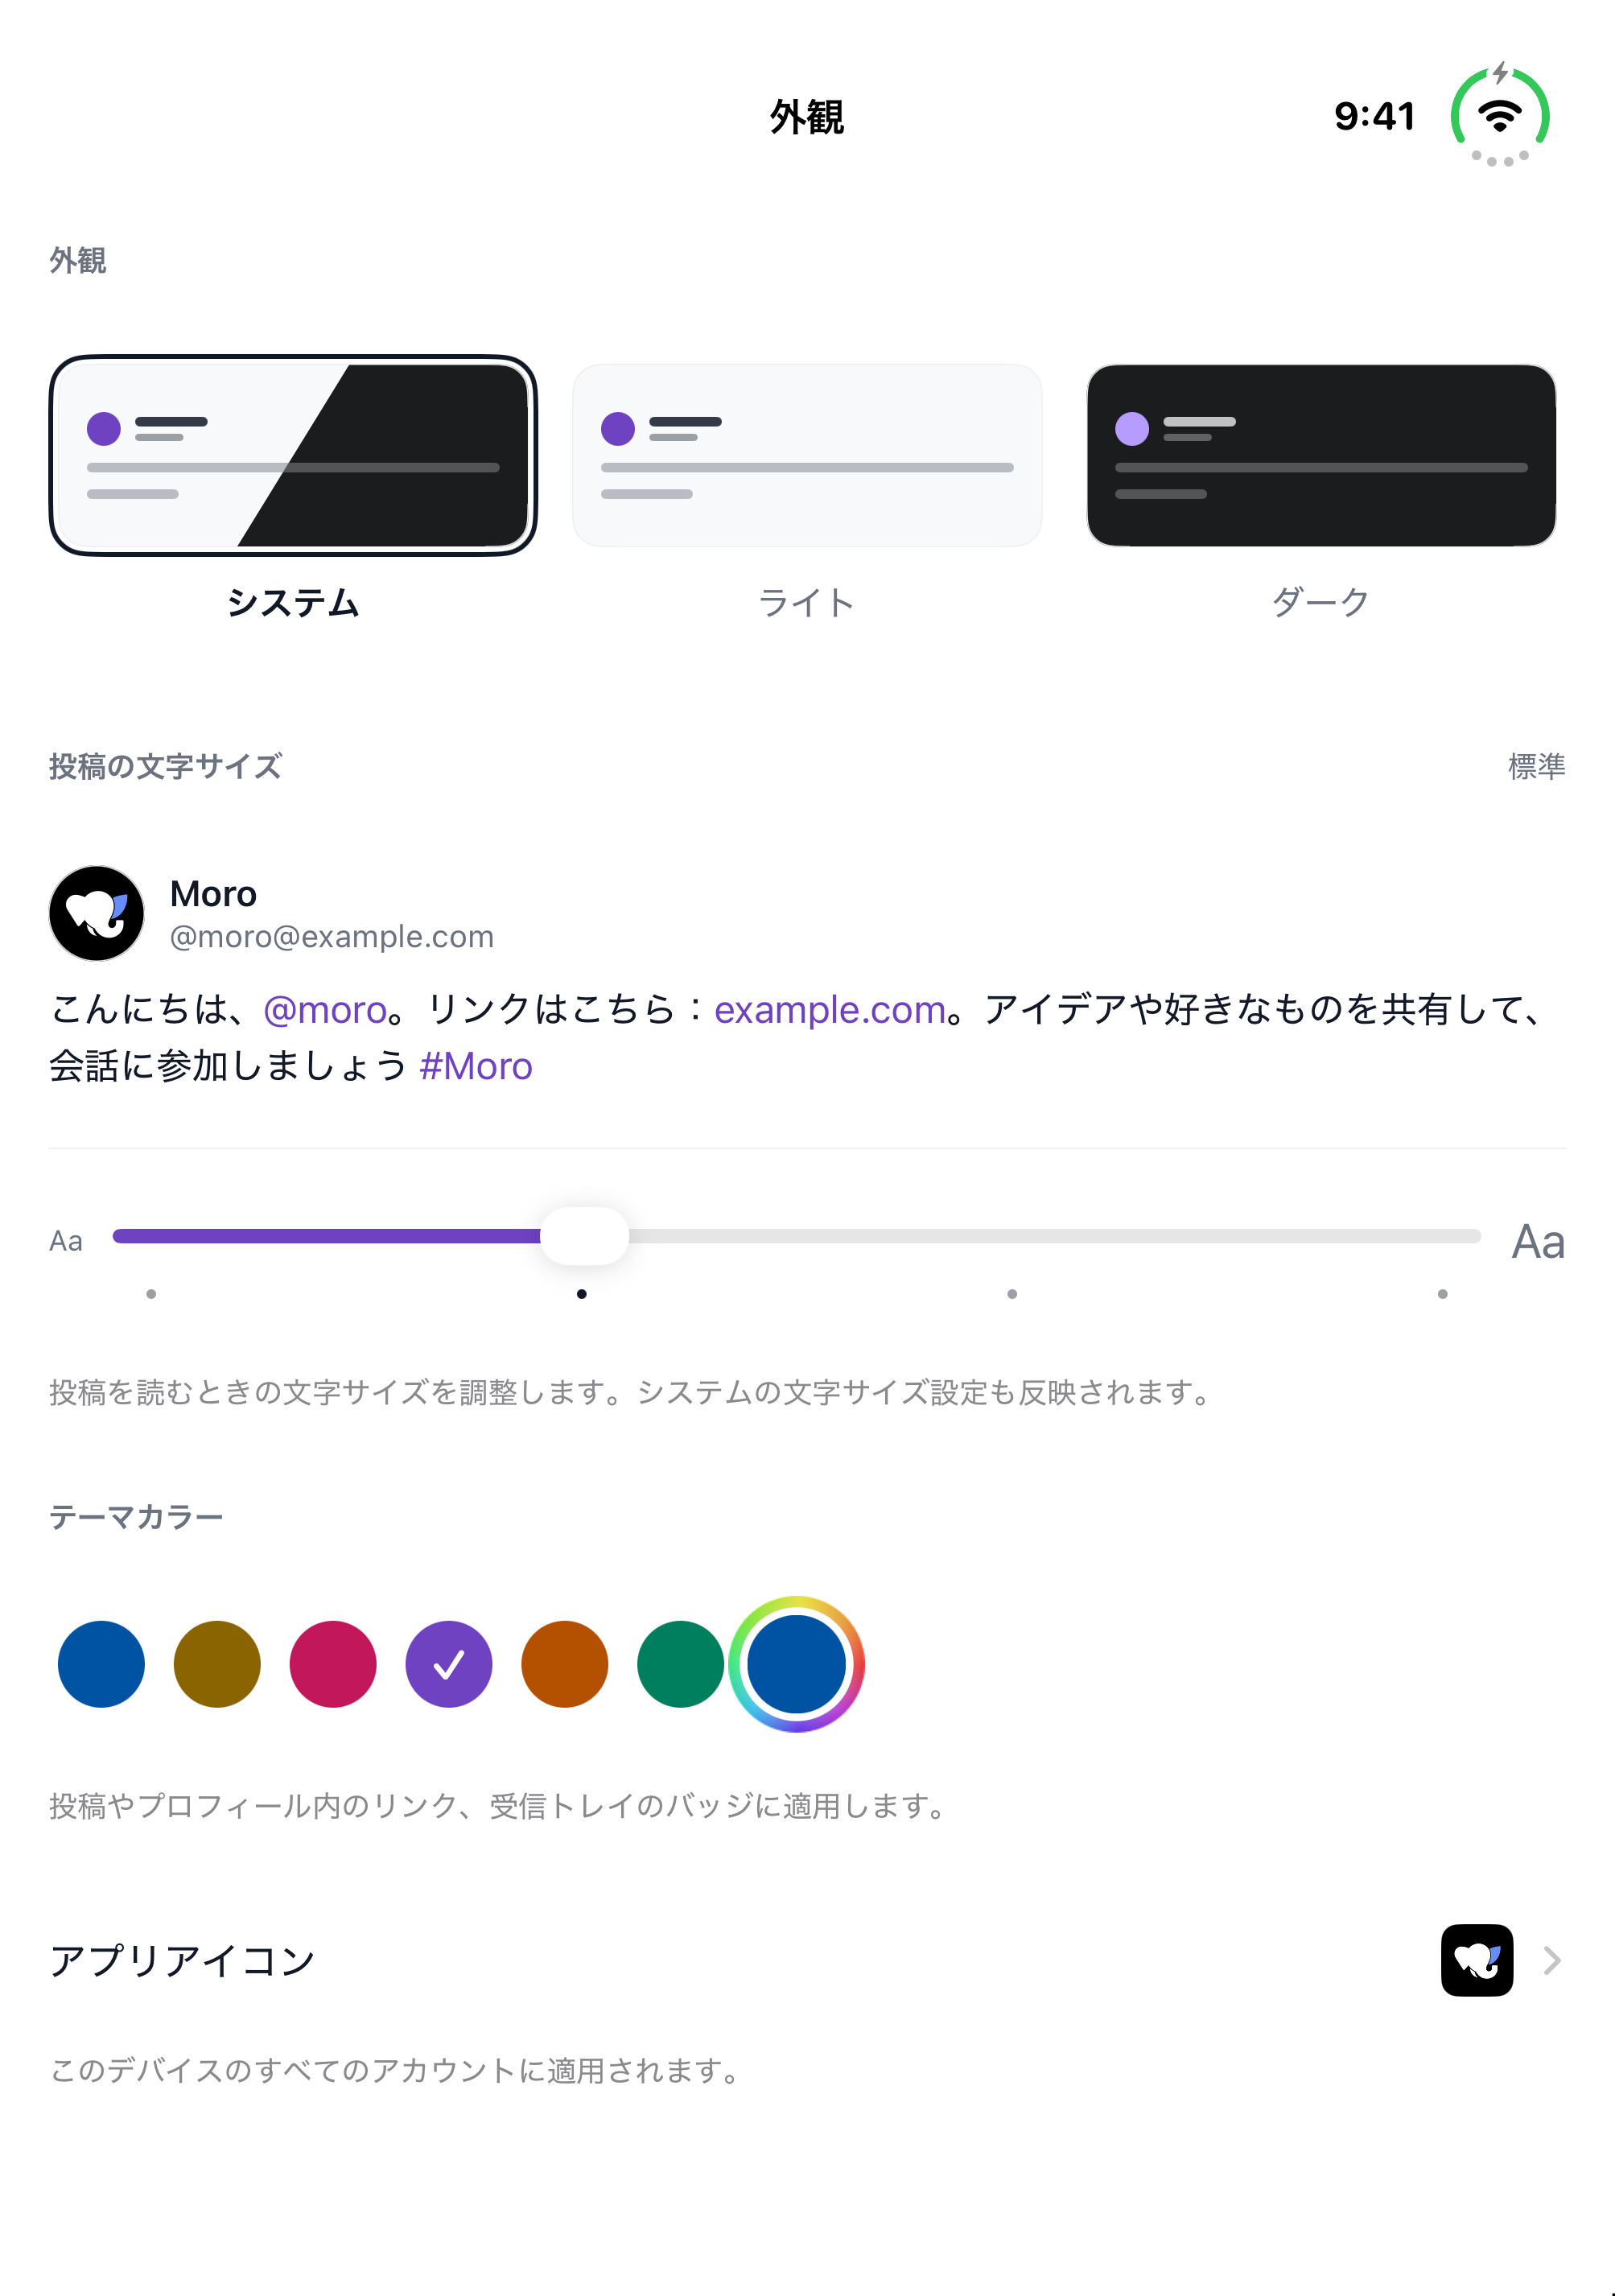 外観
9:41
外観
システム
ライト
ダーク
投稿の文字サイズ
標準
Moro
@moro@example.com
こんにちは、@moro。リンクはこちら：example.com。アイデアや好きなものを共有して、
会話に参加しましょう #Moro
Aa
Aa
投稿を読むときの文字サイズを調整します。システムの文字サイズ設定も反映されます。
テーマカラー
投稿やプロフィール内のリンク、受信トレイのバッジに適用します。
アプリアイコン
このデバイスのすべてのアカウントに適用されます。